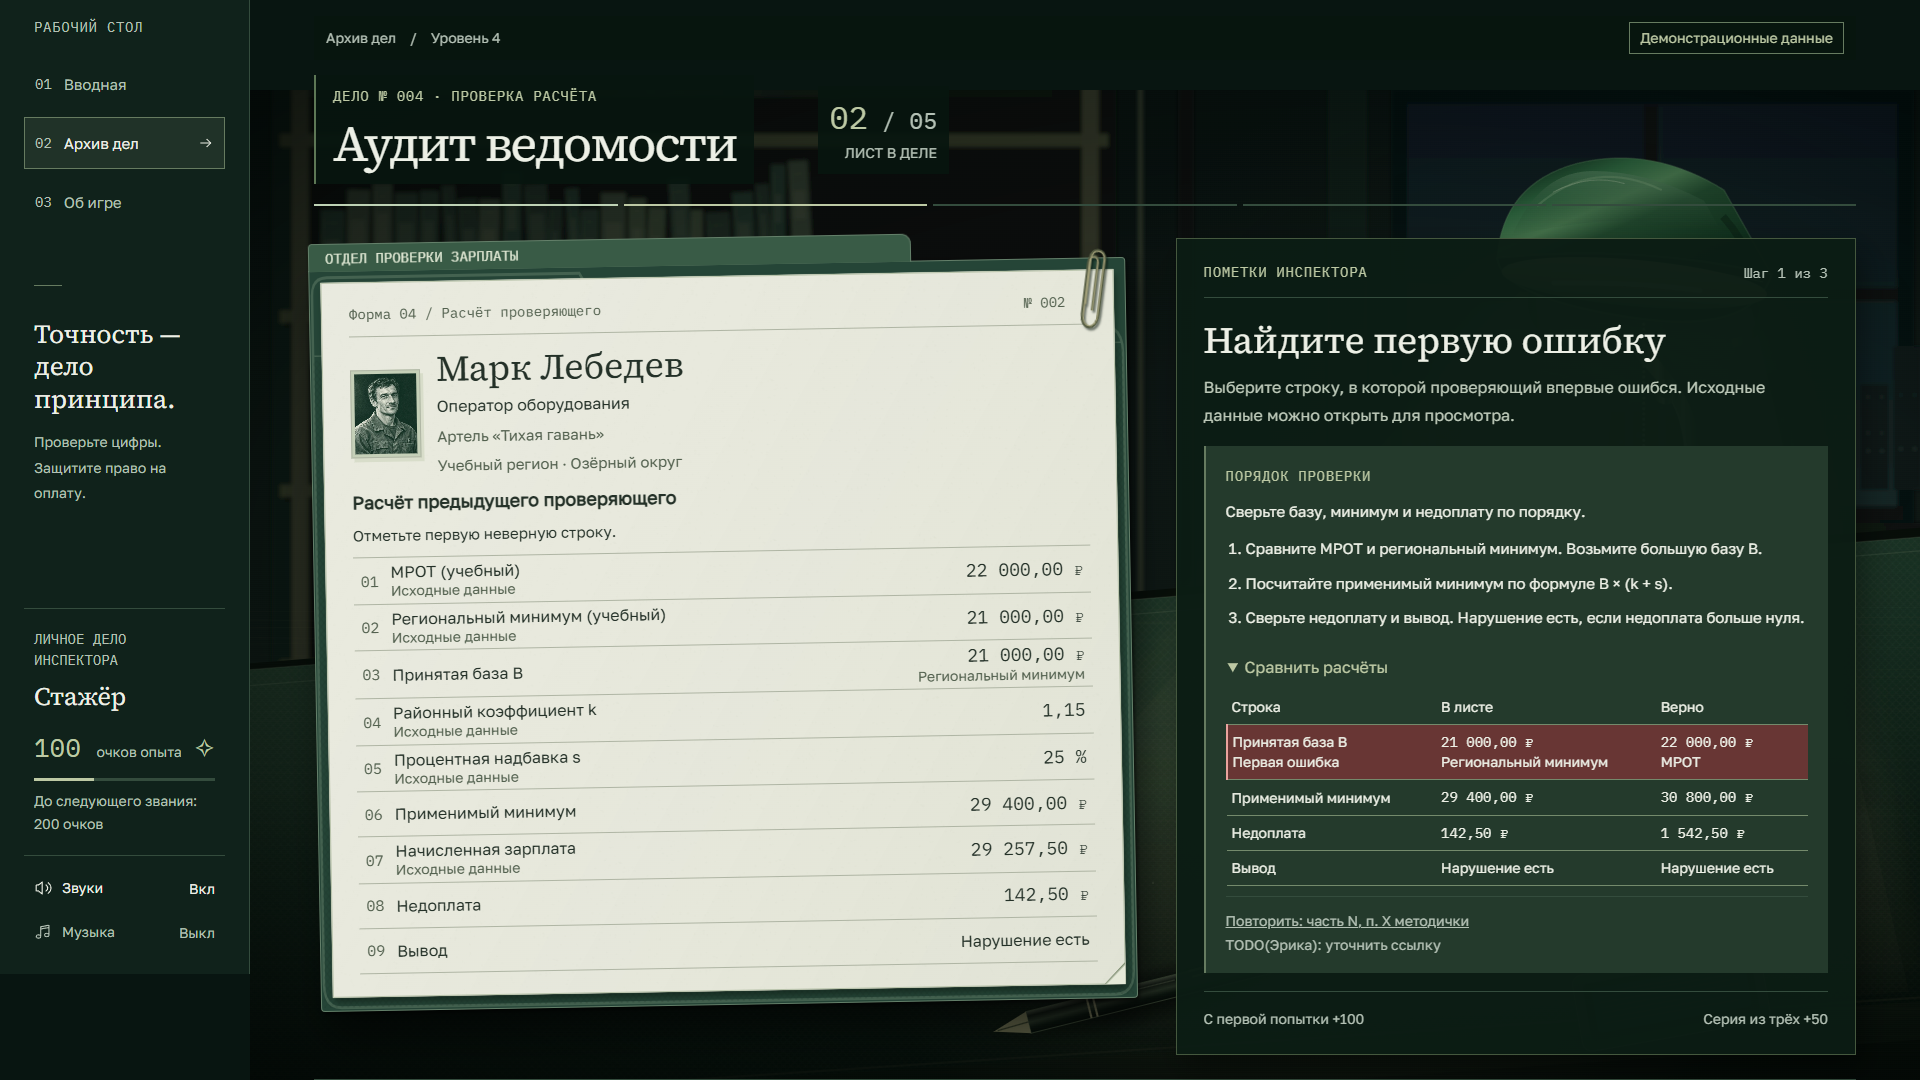 РАБОЧИЙ СТОЛ
01 Вводная
02 Архив дел →
03 Об игре
Точность —
дело
принципа.
Проверьте цифры.
Защитите право на
оплату.
ЛИЧНОЕ ДЕЛО
ИНСПЕКТОРА
Стажёр
100 очков опыта
До следующего звания:
200 очков
Звуки Вкл
Музыка Выкл
Архив дел / Уровень 4
Демонстрационные данные
ДЕЛО № 004 · ПРОВЕРКА РАСЧЁТА
Аудит ведомости
02 / 05
ЛИСТ В ДЕЛЕ
ОТДЕЛ ПРОВЕРКИ ЗАРПЛАТЫ
Форма 04 / Расчёт проверяющего № 002
Марк Лебедев
Оператор оборудования
Артель «Тихая гавань»
Учебный регион · Озёрный округ
Расчёт предыдущего проверяющего
Отметьте первую неверную строку.
01 МРОТ (учебный) 22 000,00 ₽
Исходные данные
02 Региональный минимум (учебный) 21 000,00 ₽
Исходные данные
03 Принятая база B 21 000,00 ₽
Региональный минимум
04 Районный коэффициент k 1,15
Исходные данные
05 Процентная надбавка s 25 %
Исходные данные
06 Применимый минимум 29 400,00 ₽
07 Начисленная зарплата 29 257,50 ₽
Исходные данные
08 Недоплата 142,50 ₽
09 Вывод Нарушение есть
ПОМЕТКИ ИНСПЕКТОРА Шаг 1 из 3
Найдите первую ошибку
Выберите строку, в которой проверяющий впервые ошибся. Исходные
данные можно открыть для просмотра.
ПОРЯДОК ПРОВЕРКИ
Сверьте базу, минимум и недоплату по порядку.
1. Сравните МРОТ и региональный минимум. Возьмите большую базу B.
2. Посчитайте применимый минимум по формуле B × (k + s).
3. Сверьте недоплату и вывод. Нарушение есть, если недоплата больше нуля.
▼ Сравнить расчёты
Строка В листе Верно
Принятая база B 21 000,00 ₽ 22 000,00 ₽
Первая ошибка Региональный минимум МРОТ
Применимый минимум 29 400,00 ₽ 30 800,00 ₽
Недоплата 142,50 ₽ 1 542,50 ₽
Вывод Нарушение есть Нарушение есть
Повторить: часть N, п. X методички
TODO(Эрика): уточнить ссылку
С первой попытки +100 Серия из трёх +50